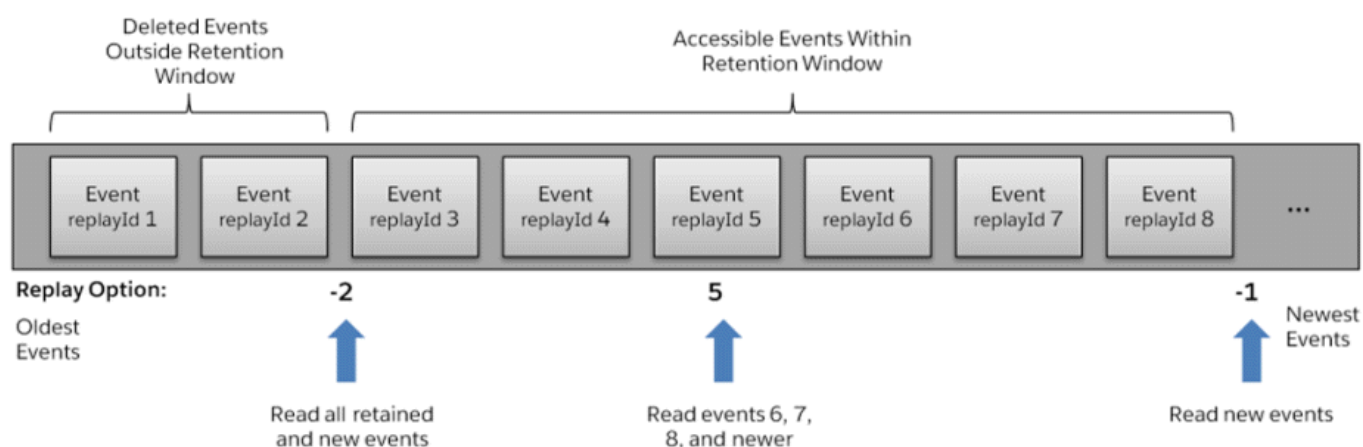 Deleted Events
Outside Retention
Window
Accessible Events Within
Retention Window
Event
replayId 1
Event
replayId 2
Event
replayId 3
Event
replayId 4
Event
replayId 5
Event
replayId 6
Event
replayId 7
Event
replayId 8
...
Replay Option:
-2
5
-1
Oldest
Events
Newest
Events
Read all retained
and new events
Read events 6, 7,
8, and newer
Read new events